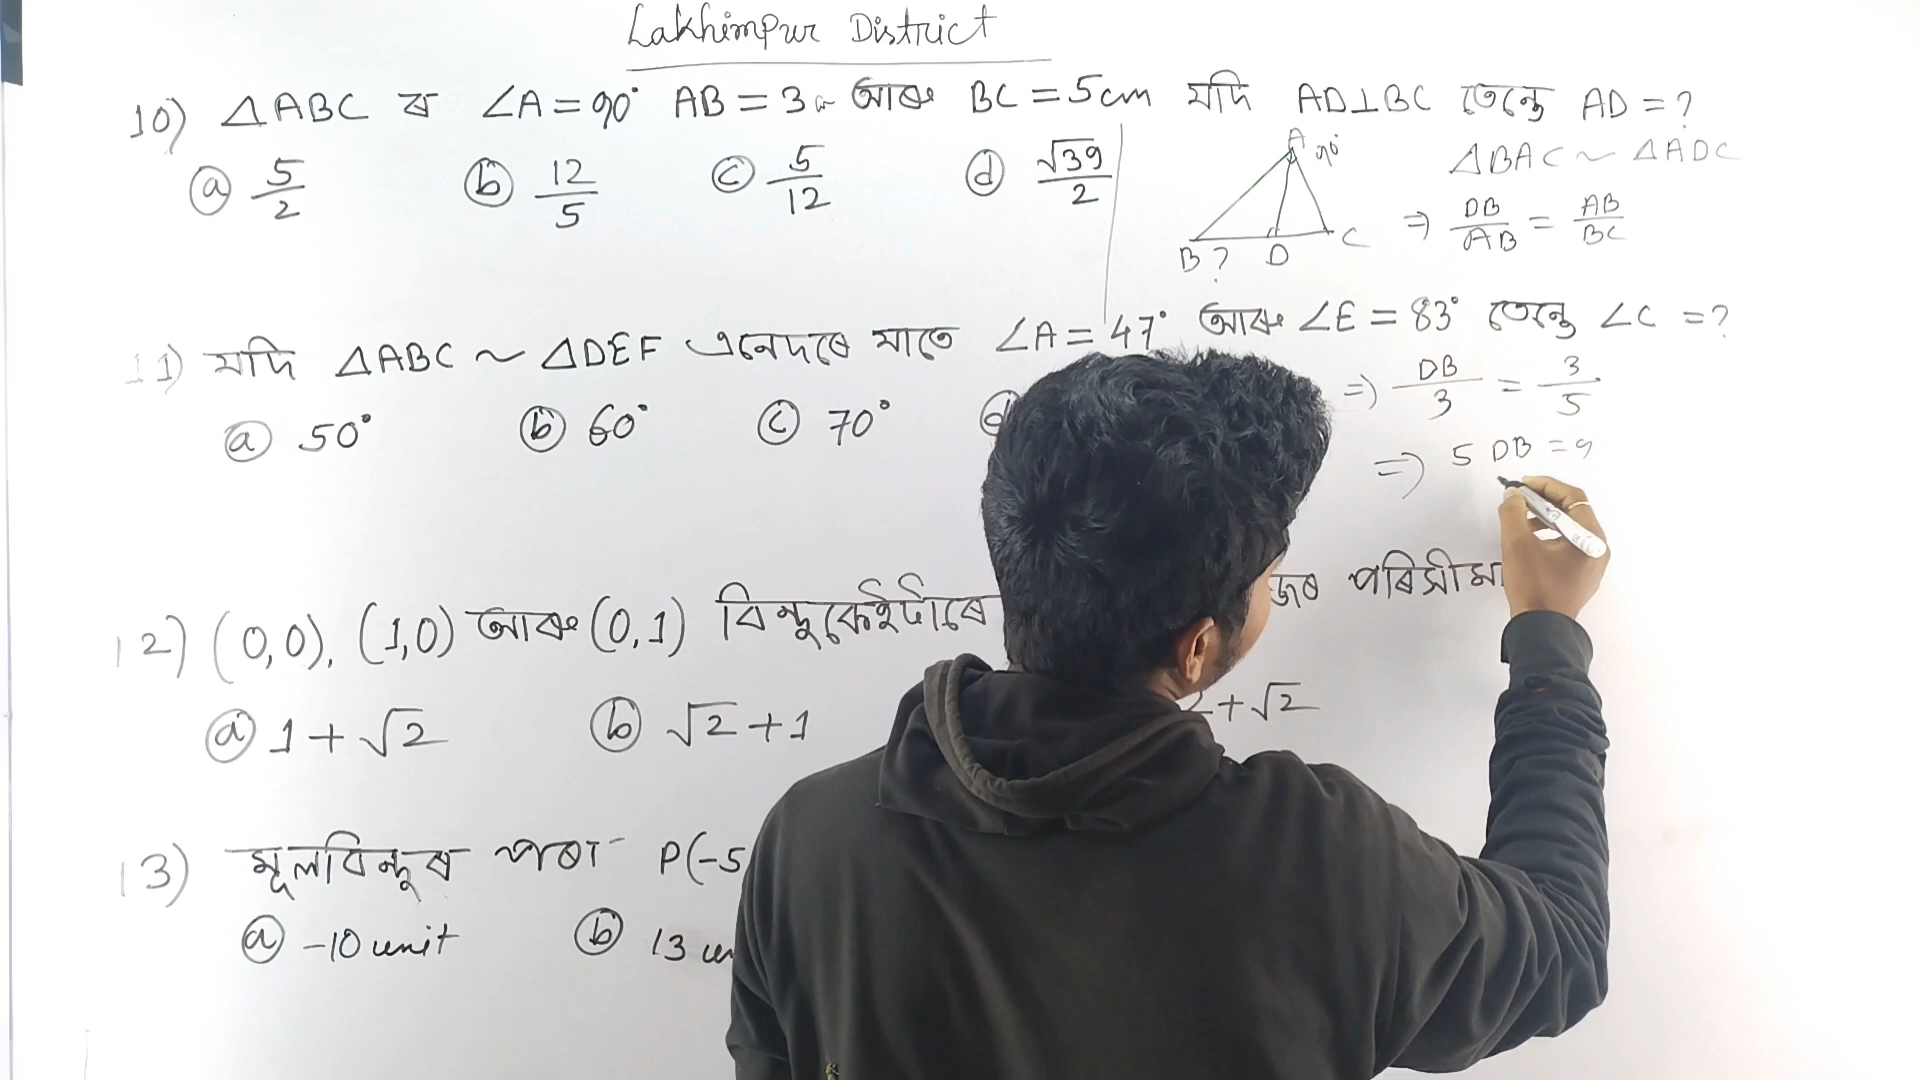 Lakhimpur District
10) △ABC ৰ ∠A = 90° AB = 3 আৰু BC = 5cm যদি AD⊥BC তেন্তে AD = ?
ⓐ 5/2 ⓑ 12/5 ⓒ 5/12 ⓓ √39/2
A 90°
B ? D C
△BAC ~ △ADC
⇒ DB/AB = AB/BC
11) যদি △ABC ~ △DEF এনেদৰে যাতে ∠A = 47° আৰু ∠E = 83° তেন্তে ∠C = ?
ⓐ 50° ⓑ 60° ⓒ 70° ⓓ
⇒ DB/3 = 3/5
⇒ 5 DB = 9
12) (0,0), (1,0) আৰু (0,1) বিন্দুকেইটাৰে জৰ পৰিসীমা
ⓐ 1 + √2 ⓑ √2 + 1 2 + √2
13) মূলবিন্দুৰ পৰা P(-5
ⓐ -10 unit ⓑ 13 un